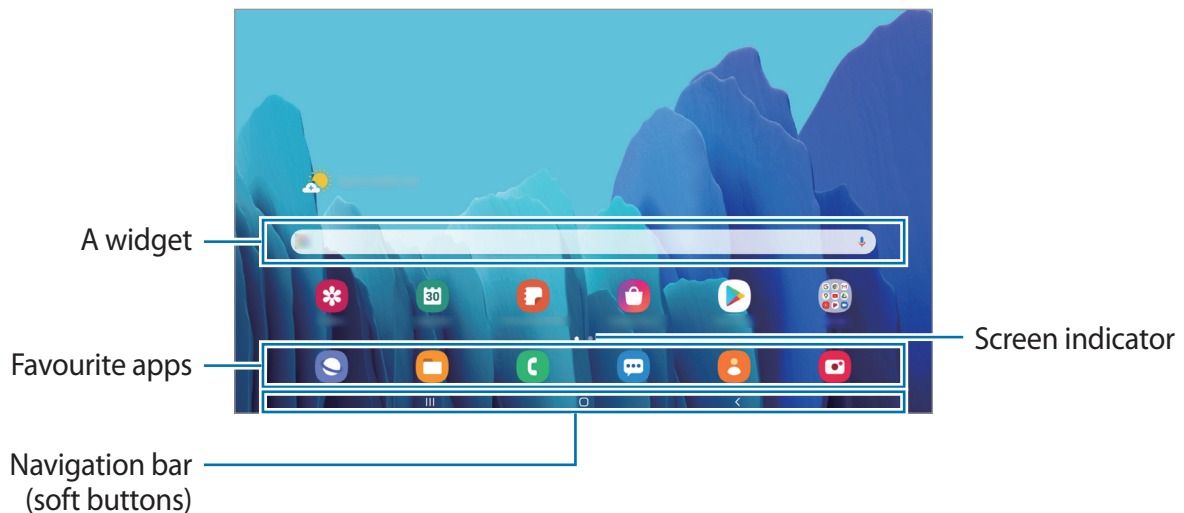 A widget
30
Screen indicator
Favourite apps
Navigation bar
(soft buttons)